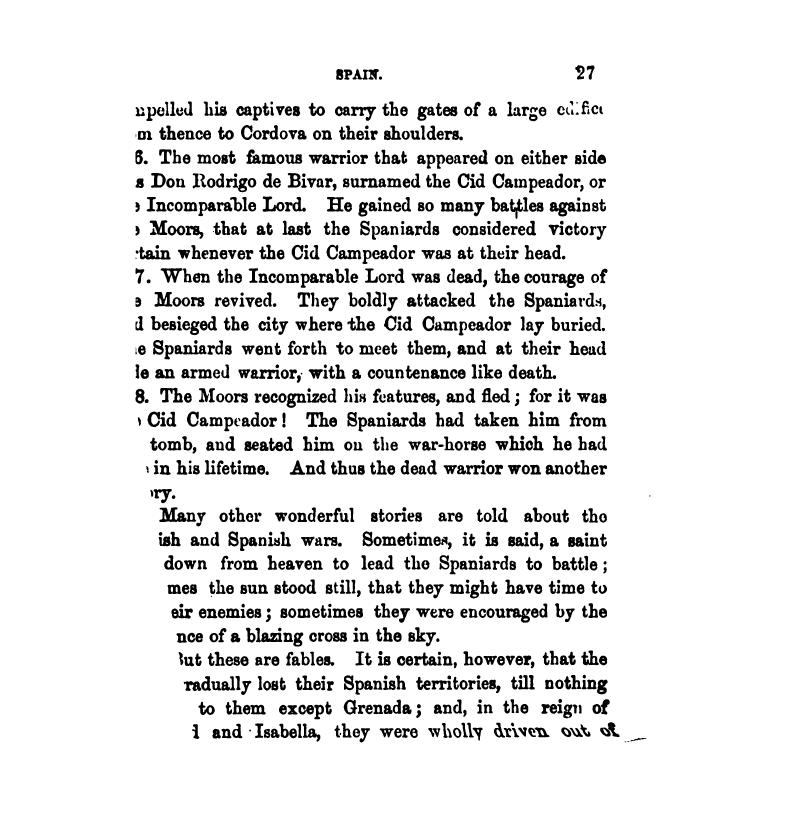 SPAIN. 27
his captives to carry the gates of a large
thence to Cordova on their shoulders.
6. The most famous warrior that appeared on either side
s Don Rodrigo de Bivar, surnamed the Cid Campeador, or
Incomparable Lord. He gained so many battles against
Moors, that at last the Spaniards considered victory
tain whenever the Cid Campeador was at their head.
7. When the Incomparable Lord was dead, the courage of
Moors revived. They boldly attacked the Spaniards,
d besieged the city where the Cid Campeador lay buried.
e Spaniards went forth to meet them, and at their head
le an armed warrior, with a countenance like death.
8. The Moors recognized his features, and fled; for it was
Cid Campeador! The Spaniards had taken him from
tomb, and seated him on the war-horse which he had
in his lifetime. And thus the dead warrior won another
ry.
Many other wonderful stories are told about the
ish and Spanish wars. Sometimes, it is said, a saint
down from heaven to lead the Spaniards to battle;
mes the sun stood still, that they might have time to
eir enemies; sometimes they were encouraged by the
nce of a blazing cross in the sky.
ut these are fables. It is certain, however, that the
radually lost their Spanish territories, till nothing
to them except Grenada; and, in the reign of
and Isabella, they were wholly driven out of